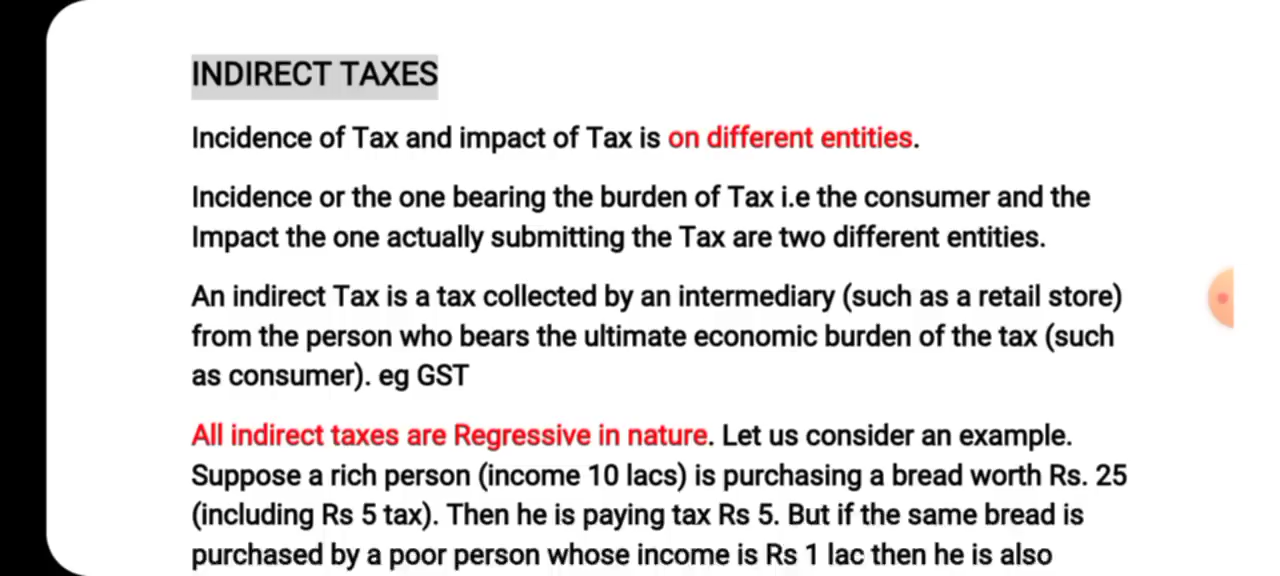 INDIRECT TAXES
Incidence of Tax and impact of Tax is on different entities.
Incidence or the one bearing the burden of Tax i.e the consumer and the
Impact the one actually submitting the Tax are two different entities.
An indirect Tax is a tax collected by an intermediary (such as a retail store)
from the person who bears the ultimate economic burden of the tax (such
as consumer). eg GST
All indirect taxes are Regressive in nature. Let us consider an example.
Suppose a rich person (income 10 lacs) is purchasing a bread worth Rs. 25
(including Rs 5 tax). Then he is paying tax Rs 5. But if the same bread is
purchased by a poor person whose income is Rs 1 lac then he is also